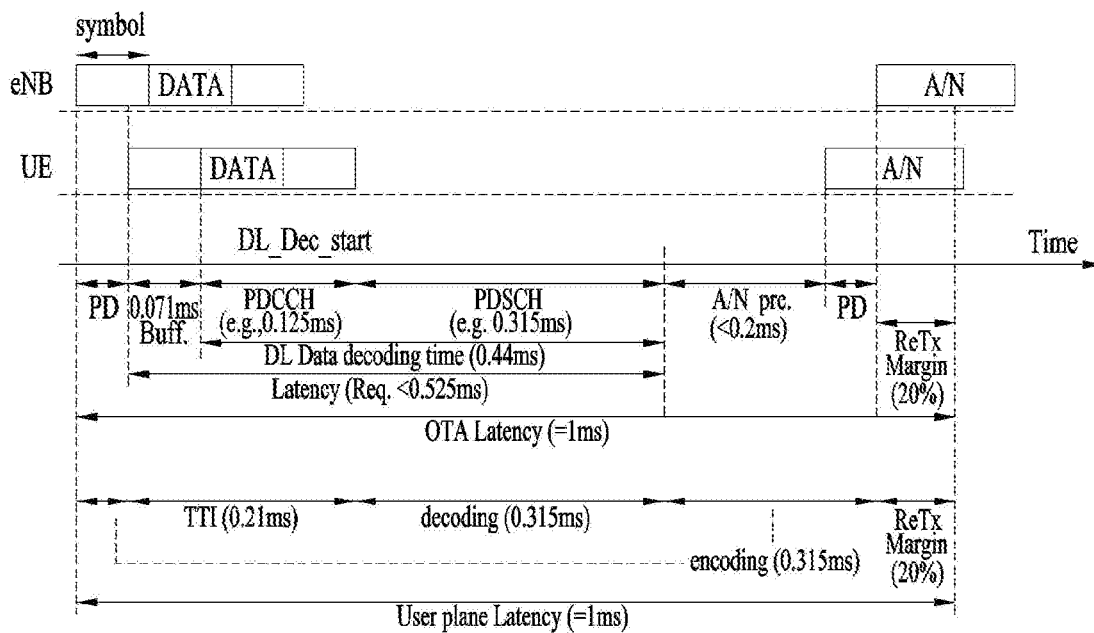 symbol
eNB
DATA
A/N
UE
DATA
A/N
DL_Dec_start
Time
PD
0.071ms
Buff.
PDCCH
(e.g.,0.125ms)
PDSCH
(e.g. 0.315ms)
A/N pre.
(<0.2ms)
PD
ReTx
Margin
(20%)
DL Data decoding time (0.44ms)
Latency (Req. <0.525ms)
OTA Latency (=1ms)
TTI (0.21ms)
decoding (0.315ms)
ReTx
Margin
(20%)
encoding (0.315ms)
User plane Latency (=1ms)